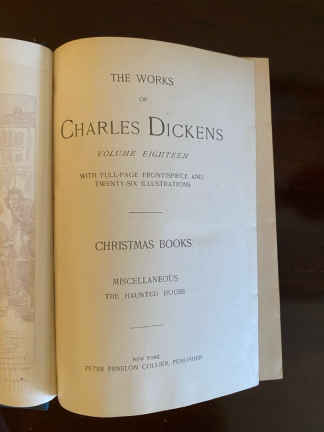 THE WORKS
OF
CHARLES DICKENS
VOLUME EIGHTEEN
WITH FULL-PAGE FRONTISPIECE AND
TWENTY-SIX ILLUSTRATIONS
CHRISTMAS BOOKS
MISCELLANEOUS
THE HAUNTED HOUSE
NEW YORK
PETER FENELON COLLIER, PUBLISHER